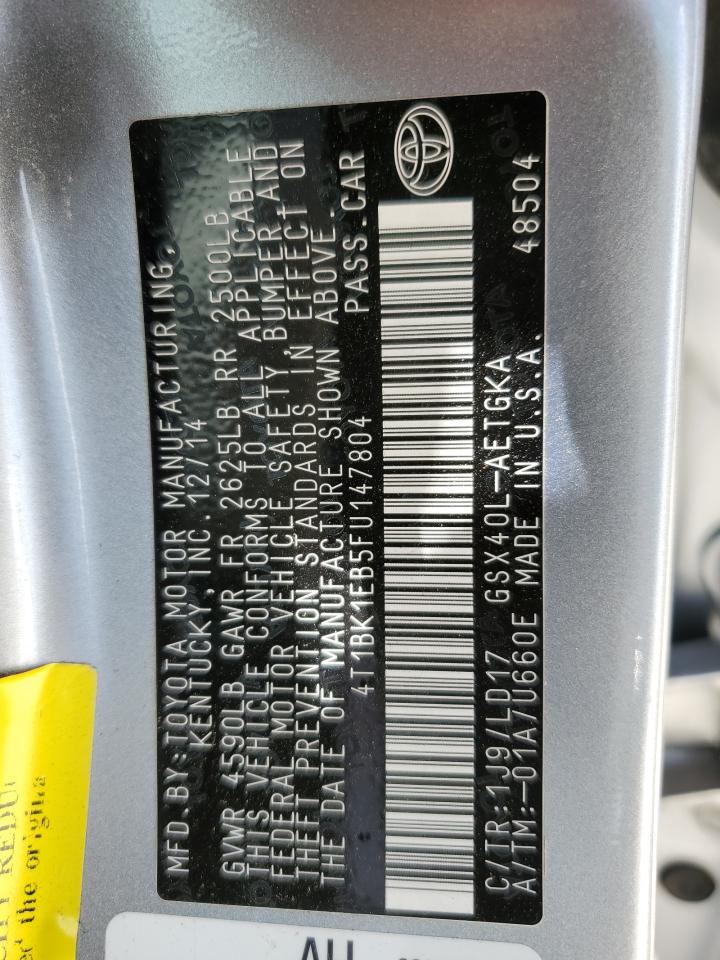 MFD.BY:TOYOTA MOTOR MANUFACTURING,
KENTUCKY, INC. 12/14
GVWR 4590LB GAWR FR 2625LB RR 2500LB
THIS VEHICLE CONFORMS TO ALL APPLICABLE
FEDERAL MOTOR VEHICLE SAFETY, BUMPER AND
THEFT PREVENTION STANDARDS IN EFFECT ON
THE DATE OF MANUFACTURE SHOWN ABOVE.
4T1BK1EB5FU147804 PASS.CAR
C/TR:1J9/LD17 GSX40L-AETGKA
A/TM:-01A/U660E MADE IN U.S.A. 48504
the origina